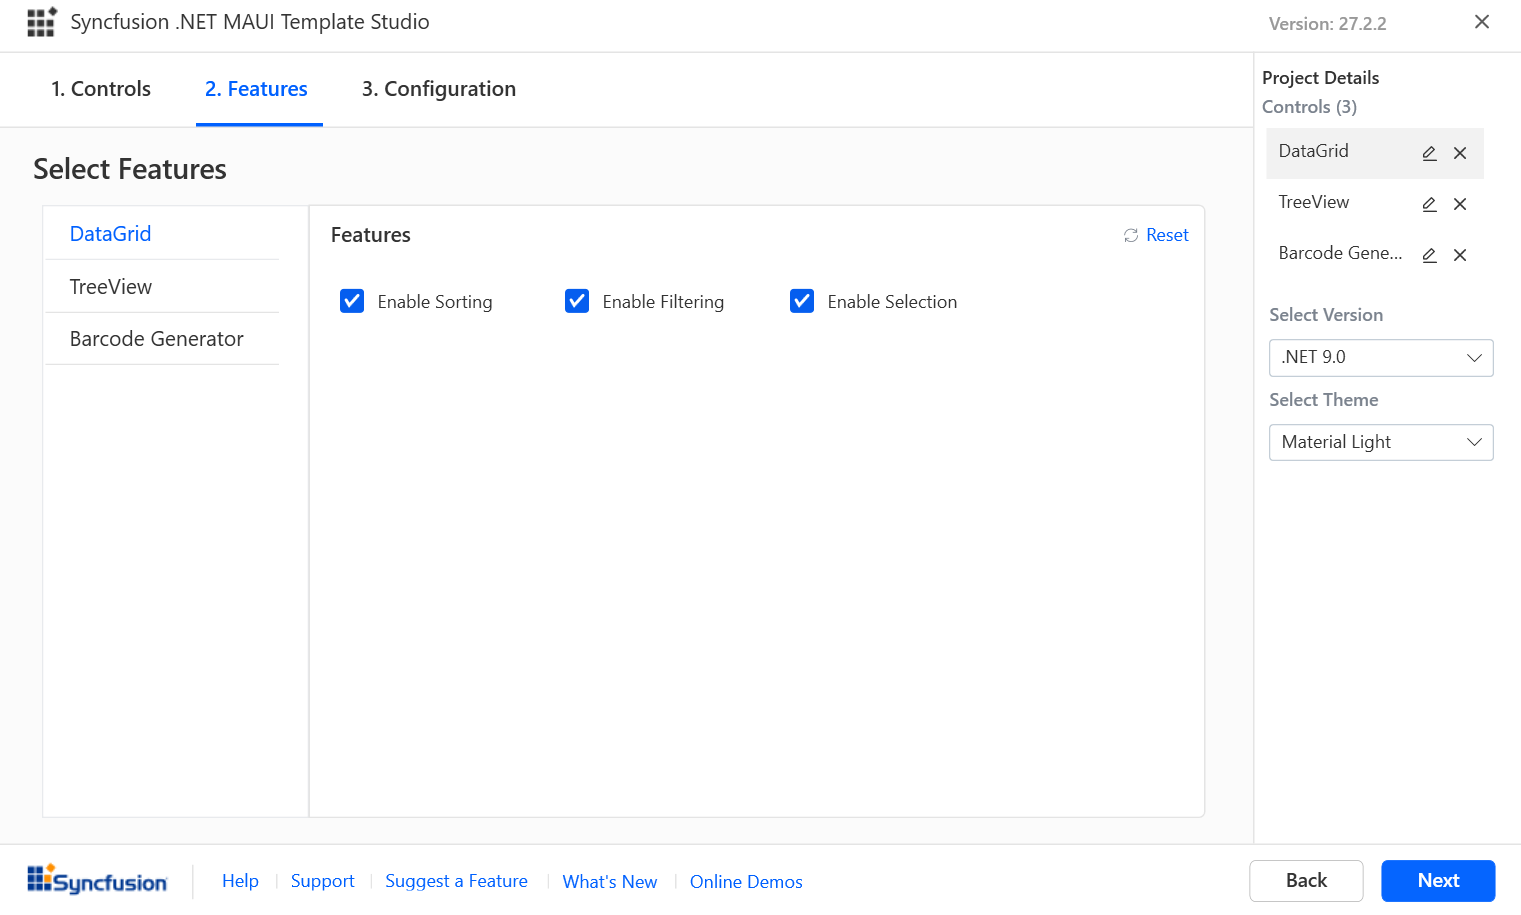 Syncfusion .NET MAUI Template Studio
Version: 27.2.2
1. Controls
2. Features
3. Configuration
Select Features
DataGrid
TreeView
Barcode Generator
Features
Reset
Enable Sorting
Enable Filtering
Enable Selection
Project Details
Controls (3)
DataGrid
TreeView
Barcode Gene...
Select Version
.NET 9.0
Select Theme
Material Light
Syncfusion
Help
Support
Suggest a Feature
What's New
Online Demos
Back
Next